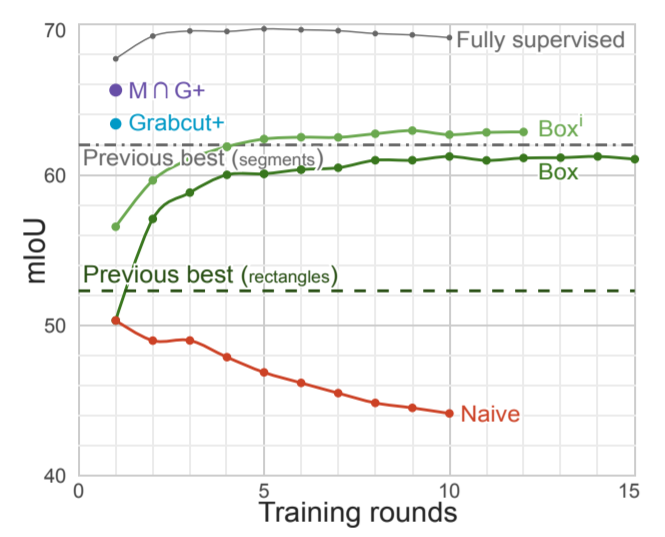 70
Fully supervised
M ∩ G+
Grabcut+
Boxⁱ
Previous best (segments)
60
Box
mIoU
Previous best (rectangles)
50
Naive
40
0 5 10 15
Training rounds